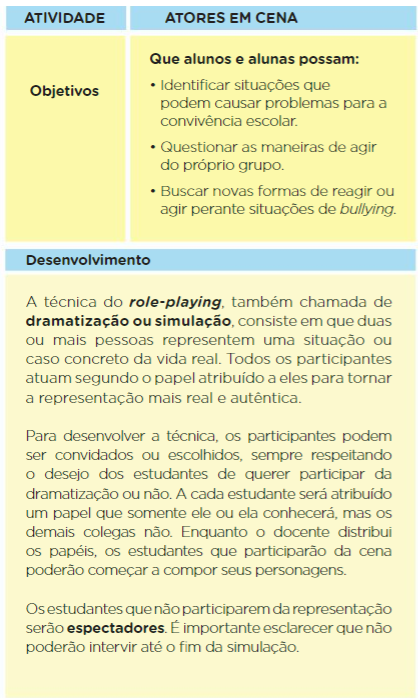 ATIVIDADE
ATORES EM CENA
Objetivos
Que alunos e alunas possam:
• Identificar situações que
podem causar problemas para a
convivência escolar.
• Questionar as maneiras de agir
do próprio grupo.
• Buscar novas formas de reagir ou
agir perante situações de bullying.
Desenvolvimento
A técnica do role-playing, também chamada de
dramatização ou simulação, consiste em que duas
ou mais pessoas representem uma situação ou
caso concreto da vida real. Todos os participantes
atuam segundo o papel atribuído a eles para tornar
a representação mais real e autêntica.
Para desenvolver a técnica, os participantes podem
ser convidados ou escolhidos, sempre respeitando
o desejo dos estudantes de querer participar da
dramatização ou não. A cada estudante será atribuído
um papel que somente ele ou ela conhecerá, mas os
demais colegas não. Enquanto o docente distribui
os papéis, os estudantes que participarão da cena
poderão começar a compor seus personagens.
Os estudantes que não participarem da representação
serão espectadores. É importante esclarecer que não
poderão intervir até o fim da simulação.